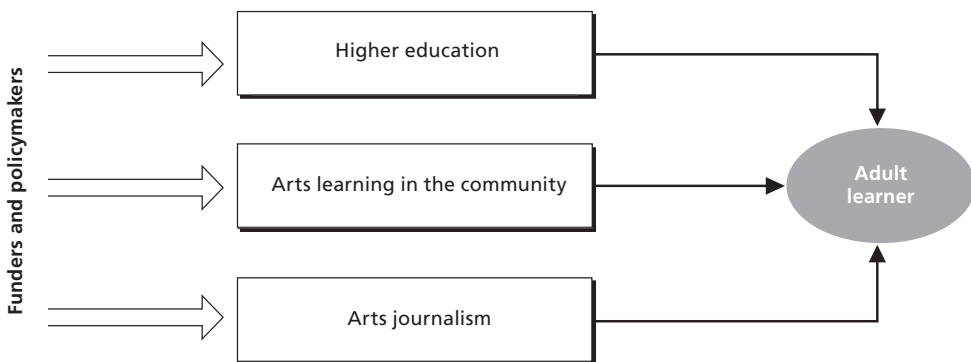 Funders and policymakers
Higher education
Arts learning in the community
Arts journalism
Adult
learner